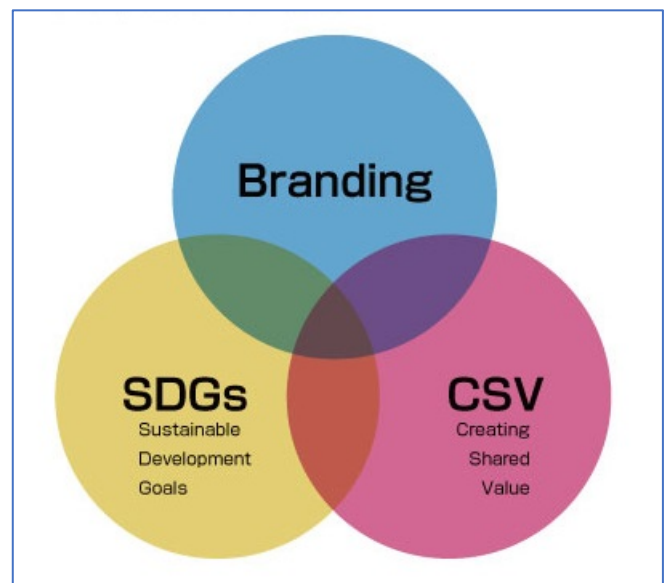 Branding
SDGs
Sustainable
Development
Goals
CSV
Creating
Shared
Value